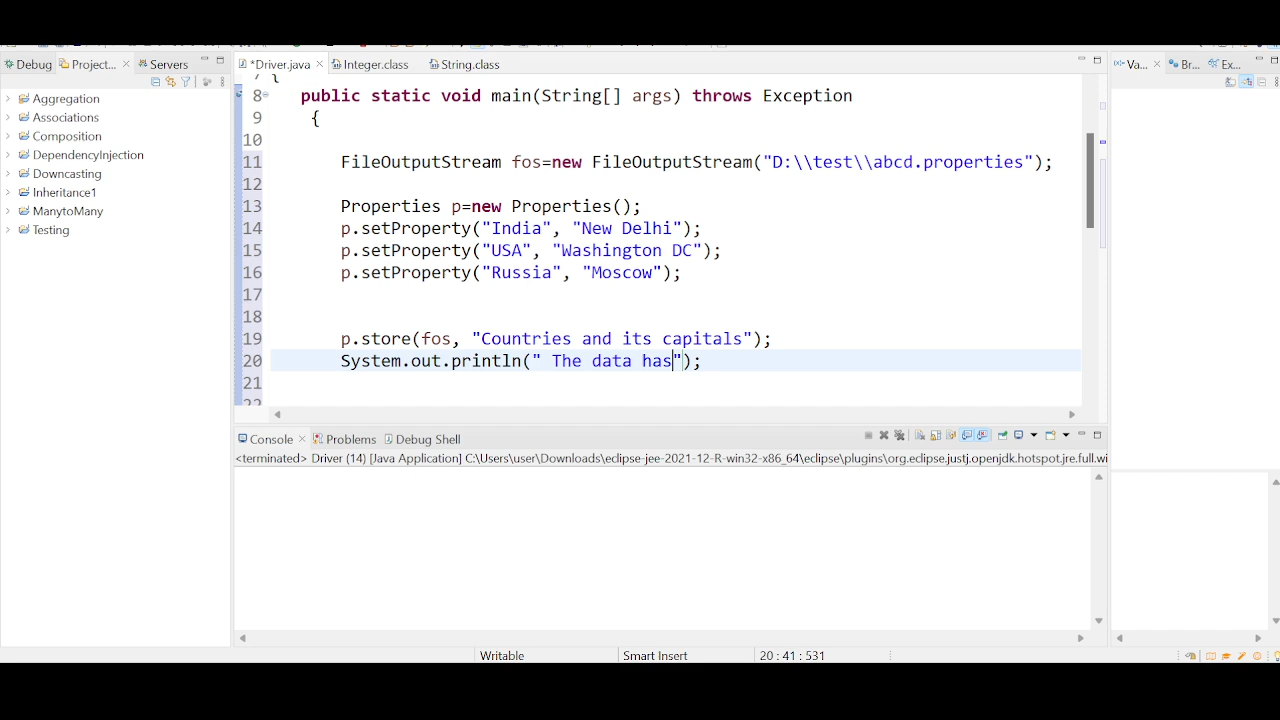 Debug Project... Servers
Aggregation
Associations
Composition
DependencyInjection
Downcasting
Inheritance1
ManytoMany
Testing
*Driver.java Integer.class String.class
7 {
8 public static void main(String[] args) throws Exception
9 {
10
11 FileOutputStream fos=new FileOutputStream("D:\\test\\abcd.properties");
12
13 Properties p=new Properties();
14 p.setProperty("India", "New Delhi");
15 p.setProperty("USA", "Washington DC");
16 p.setProperty("Russia", "Moscow");
17
18
19 p.store(fos, "Countries and its capitals");
20 System.out.println(" The data has");
21
22
Va... Br... Ex...
Console Problems Debug Shell
<terminated> Driver (14) [Java Application] C:\Users\user\Downloads\eclipse-jee-2021-12-R-win32-x86_64\eclipse\plugins\org.eclipse.justj.openjdk.hotspot.jre.full.wi
Writable Smart Insert 20 : 41 : 531